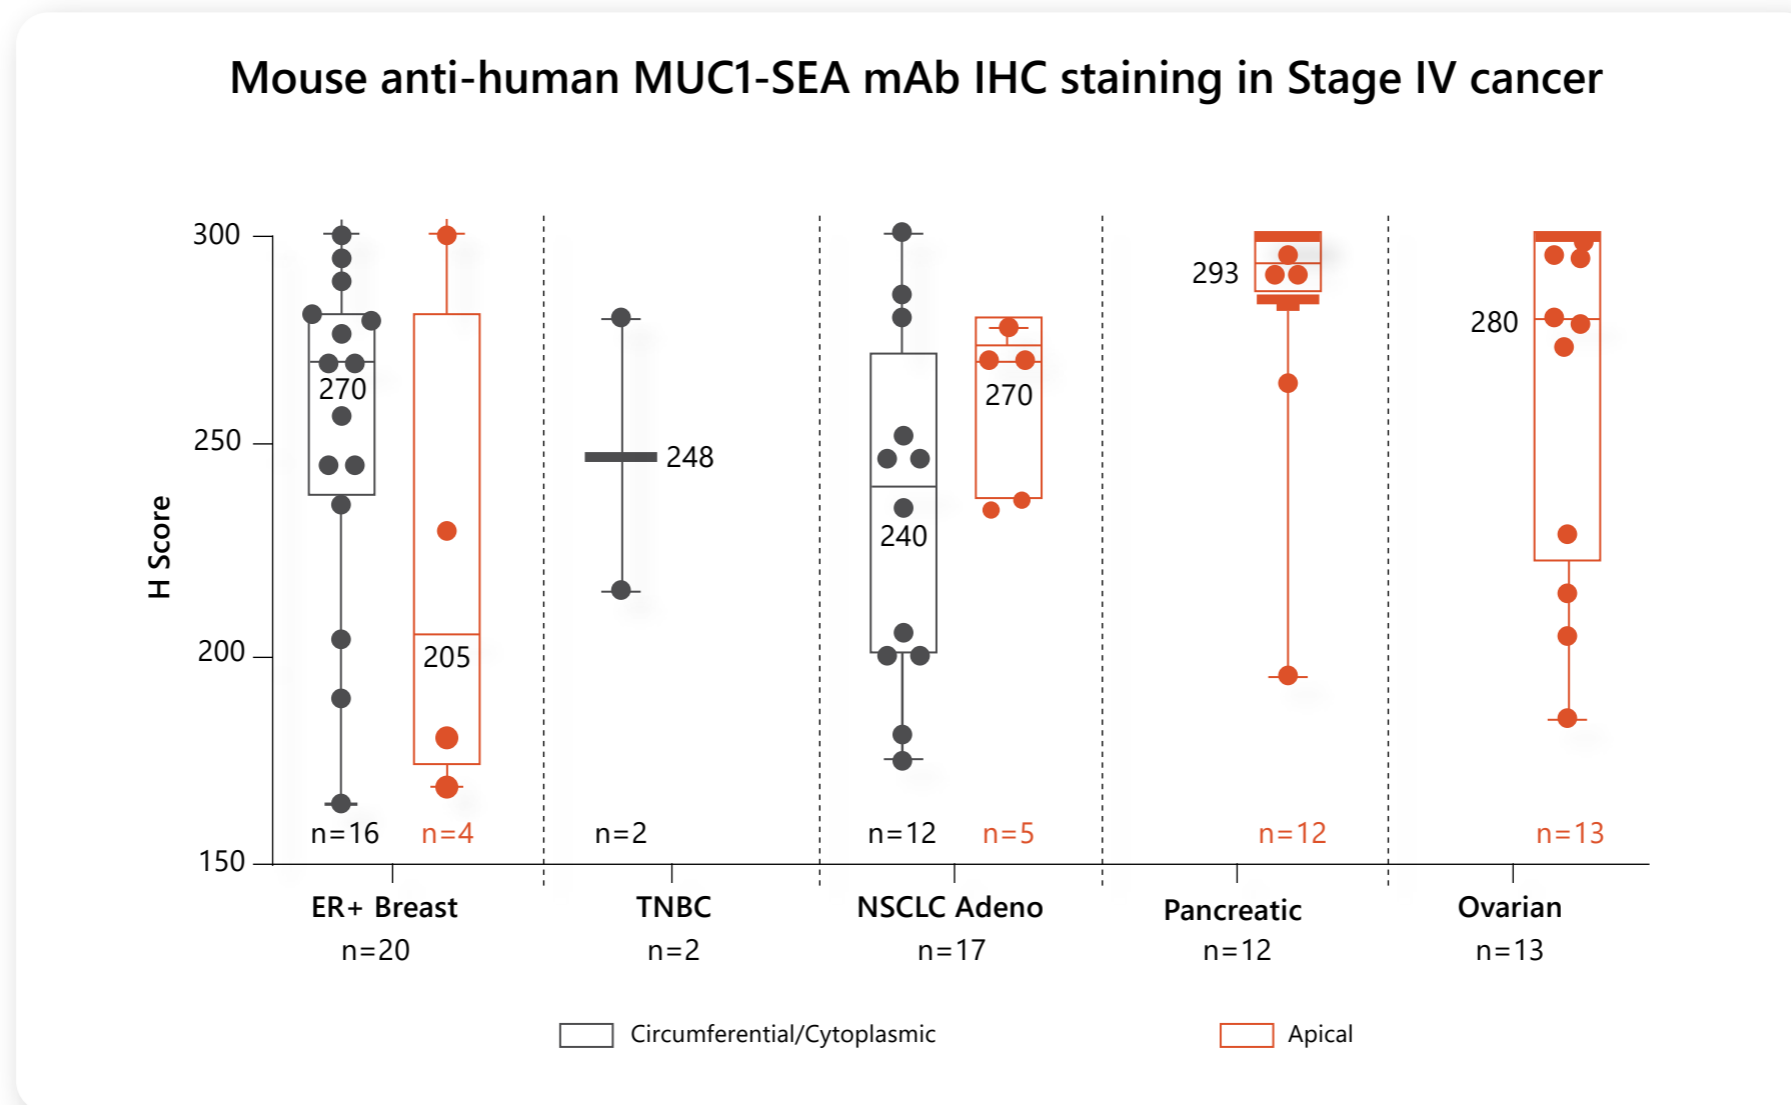 Mouse anti-human MUC1-SEA mAb IHC staining in Stage IV cancer
H Score
300
250
200
150
270
205
248
240
270
293
280
n=16
n=4
n=2
n=12
n=5
n=12
n=13
ER+ Breast
TNBC
NSCLC Adeno
Pancreatic
Ovarian
n=20
n=2
n=17
n=12
n=13
Circumferential/Cytoplasmic
Apical